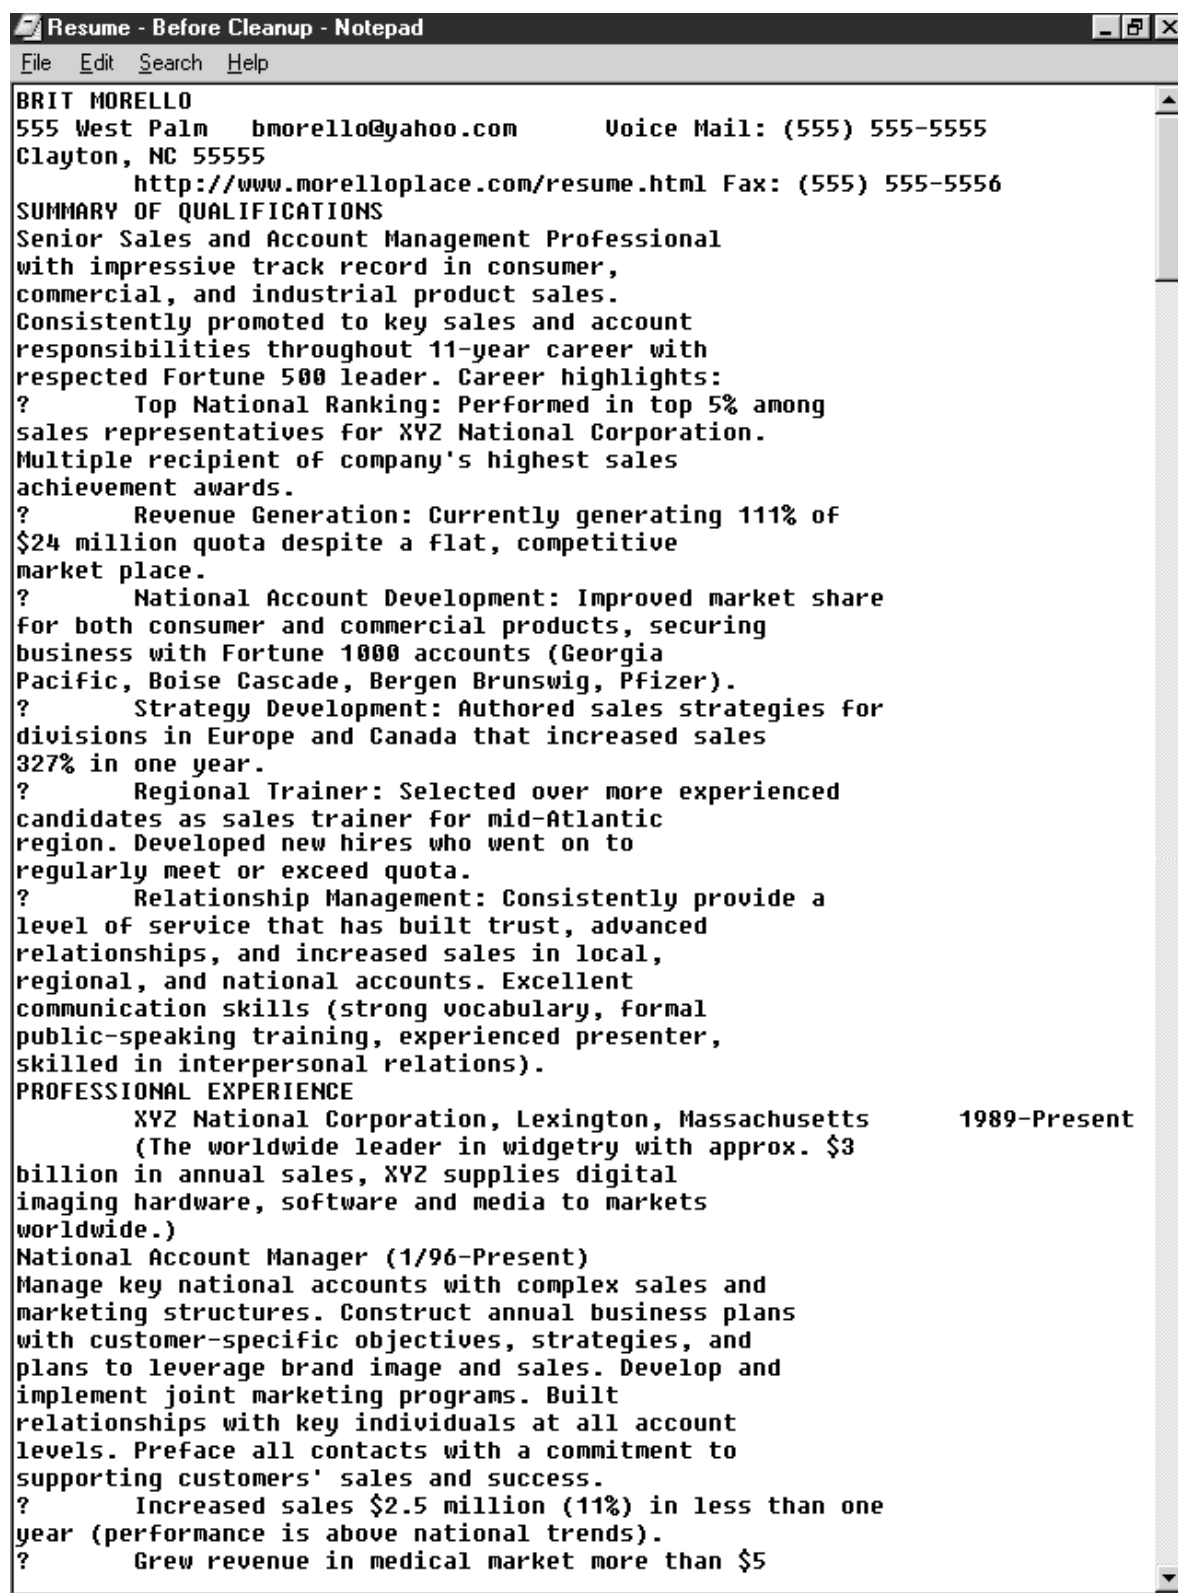 Resume - Before Cleanup - Notepad
File Edit Search Help
BRIT MORELLO
555 West Palm bmorello@yahoo.com Voice Mail: (555) 555-5555
Clayton, NC 55555
http://www.morelloplace.com/resume.html Fax: (555) 555-5556
SUMMARY OF QUALIFICATIONS
Senior Sales and Account Management Professional
with impressive track record in consumer,
commercial, and industrial product sales.
Consistently promoted to key sales and account
responsibilities throughout 11-year career with
respected Fortune 500 leader. Career highlights:
? Top National Ranking: Performed in top 5% among
sales representatives for XYZ National Corporation.
Multiple recipient of company's highest sales
achievement awards.
? Revenue Generation: Currently generating 111% of
$24 million quota despite a flat, competitive
market place.
? National Account Development: Improved market share
for both consumer and commercial products, securing
business with Fortune 1000 accounts (Georgia
Pacific, Boise Cascade, Bergen Brunswig, Pfizer).
? Strategy Development: Authored sales strategies for
divisions in Europe and Canada that increased sales
327% in one year.
? Regional Trainer: Selected over more experienced
candidates as sales trainer for mid-Atlantic
region. Developed new hires who went on to
regularly meet or exceed quota.
? Relationship Management: Consistently provide a
level of service that has built trust, advanced
relationships, and increased sales in local,
regional, and national accounts. Excellent
communication skills (strong vocabulary, formal
public-speaking training, experienced presenter,
skilled in interpersonal relations).
PROFESSIONAL EXPERIENCE
XYZ National Corporation, Lexington, Massachusetts 1989-Present
(The worldwide leader in widgetry with approx. $3
billion in annual sales, XYZ supplies digital
imaging hardware, software and media to markets
worldwide.)
National Account Manager (1/96-Present)
Manage key national accounts with complex sales and
marketing structures. Construct annual business plans
with customer-specific objectives, strategies, and
plans to leverage brand image and sales. Develop and
implement joint marketing programs. Built
relationships with key individuals at all account
levels. Preface all contacts with a commitment to
supporting customers' sales and success.
? Increased sales $2.5 million (11%) in less than one
year (performance is above national trends).
? Grew revenue in medical market more than $5